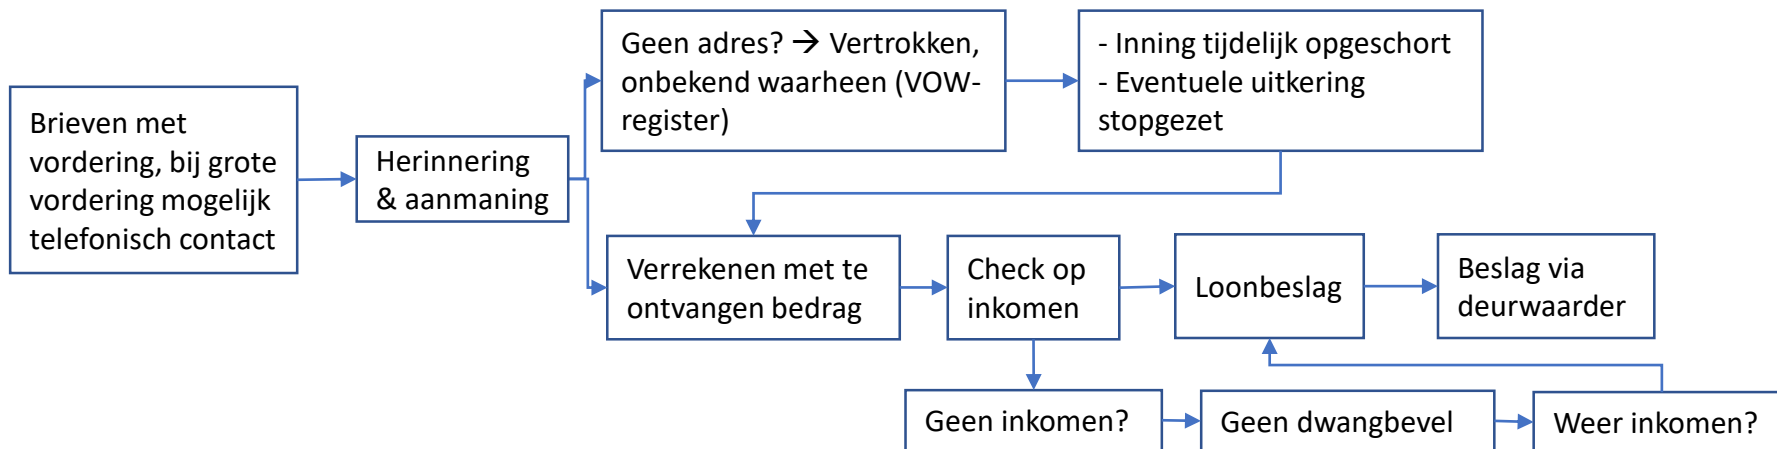 Brieven met
vordering, bij grote
vordering mogelijk
telefonisch contact
Herinnering
& aanmaning
Geen adres? → Vertrokken,
onbekend waarheen (VOW-
register)
- Inning tijdelijk opgeschort
- Eventuele uitkering
stopgezet
Verrekenen met te
ontvangen bedrag
Check op
inkomen
Loonbeslag
Beslag via
deurwaarder
Geen inkomen?
Geen dwangbevel
Weer inkomen?